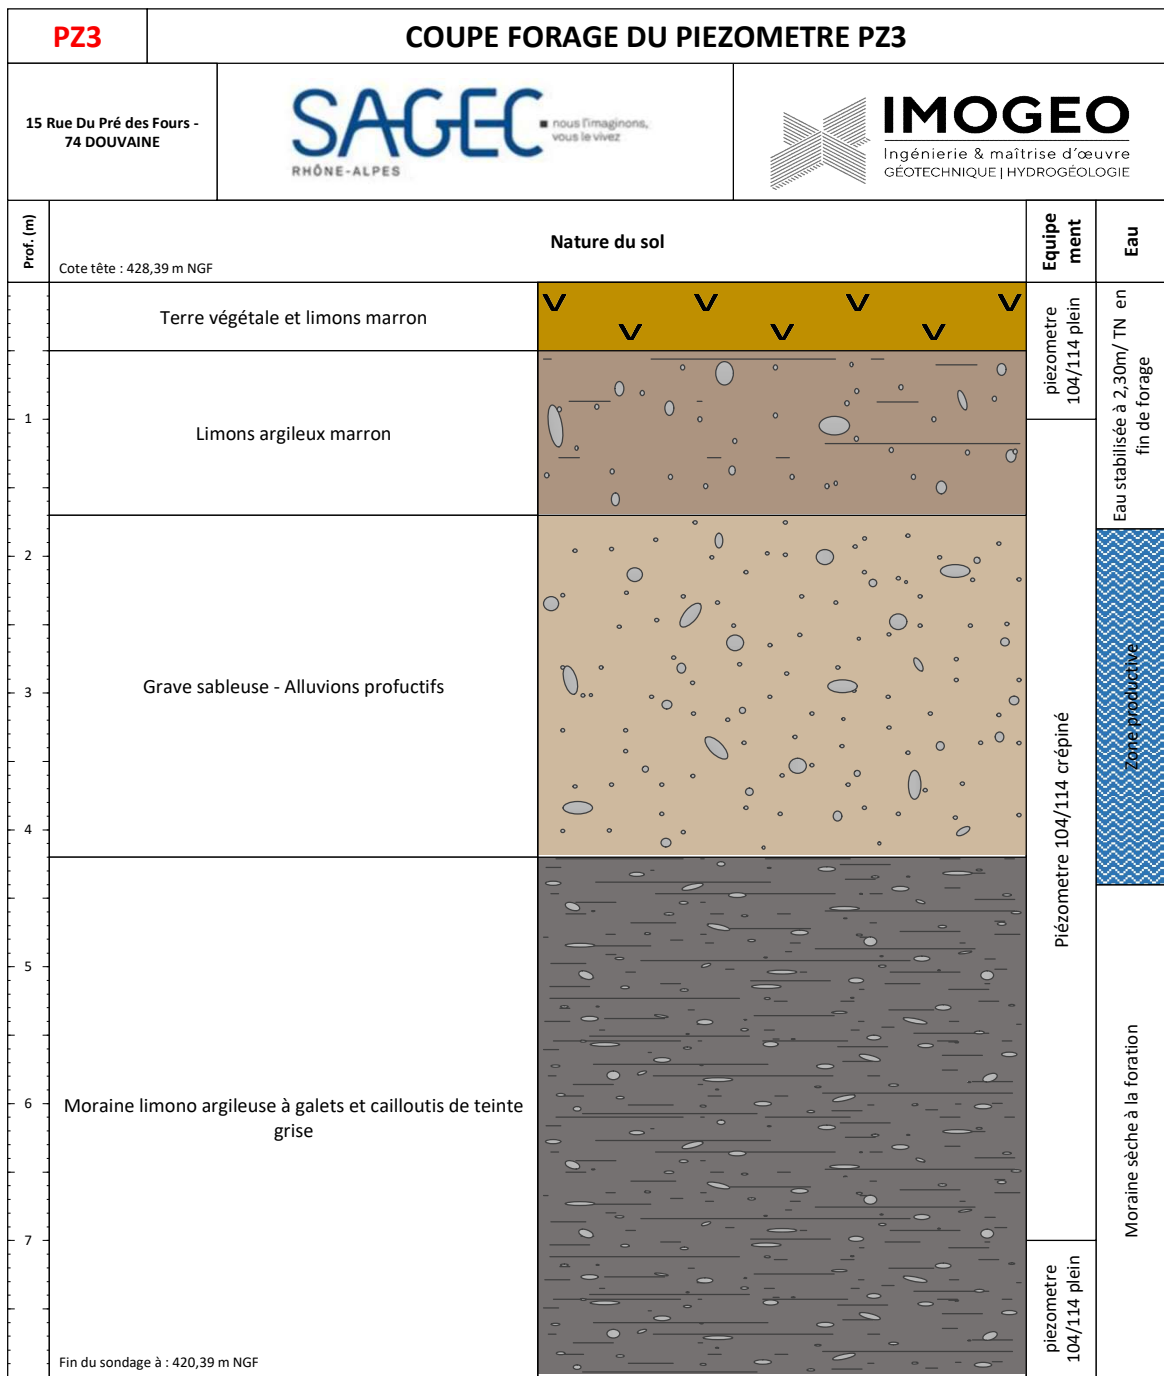 PZ3
COUPE FORAGE DU PIEZOMETRE PZ3
15 Rue Du Pré des Fours -
74 DOUVAINE
SAGEC
nous l'imaginons,
vous le vivez
RHÔNE-ALPES
IMOGEO
Ingénierie & maîtrise d'œuvre
GÉOTECHNIQUE | HYDROGÉOLOGIE
Prof. (m)
Nature du sol
Cote tête : 428,39 m NGF
Equipe
ment
Eau
Terre végétale et limons marron
piezometre
104/114 plein
Eau stabilisée à 2,30m/ TN en
fin de forage
1
Limons argileux marron
2
Grave sableuse - Alluvions profuctifs
3
Zone productive
Piézometre 104/114 crépiné
4
5
Moraine limono argileuse à galets et cailloutis de teinte
grise
6
Moraine sèche à la foration
7
piezometre
104/114 plein
Fin du sondage à : 420,39 m NGF